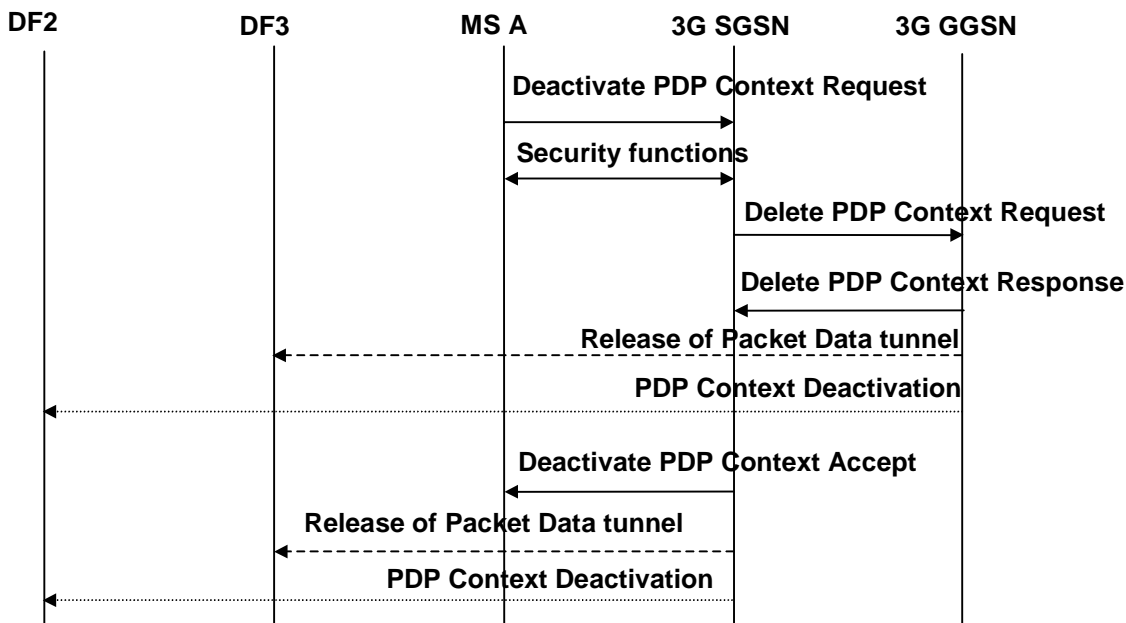 DF2 DF3 MS A 3G SGSN 3G GGSN
Deactivate PDP Context Request
Security functions
Delete PDP Context Request
Delete PDP Context Response
Release of Packet Data tunnel
PDP Context Deactivation
Deactivate PDP Context Accept
Release of Packet Data tunnel
PDP Context Deactivation